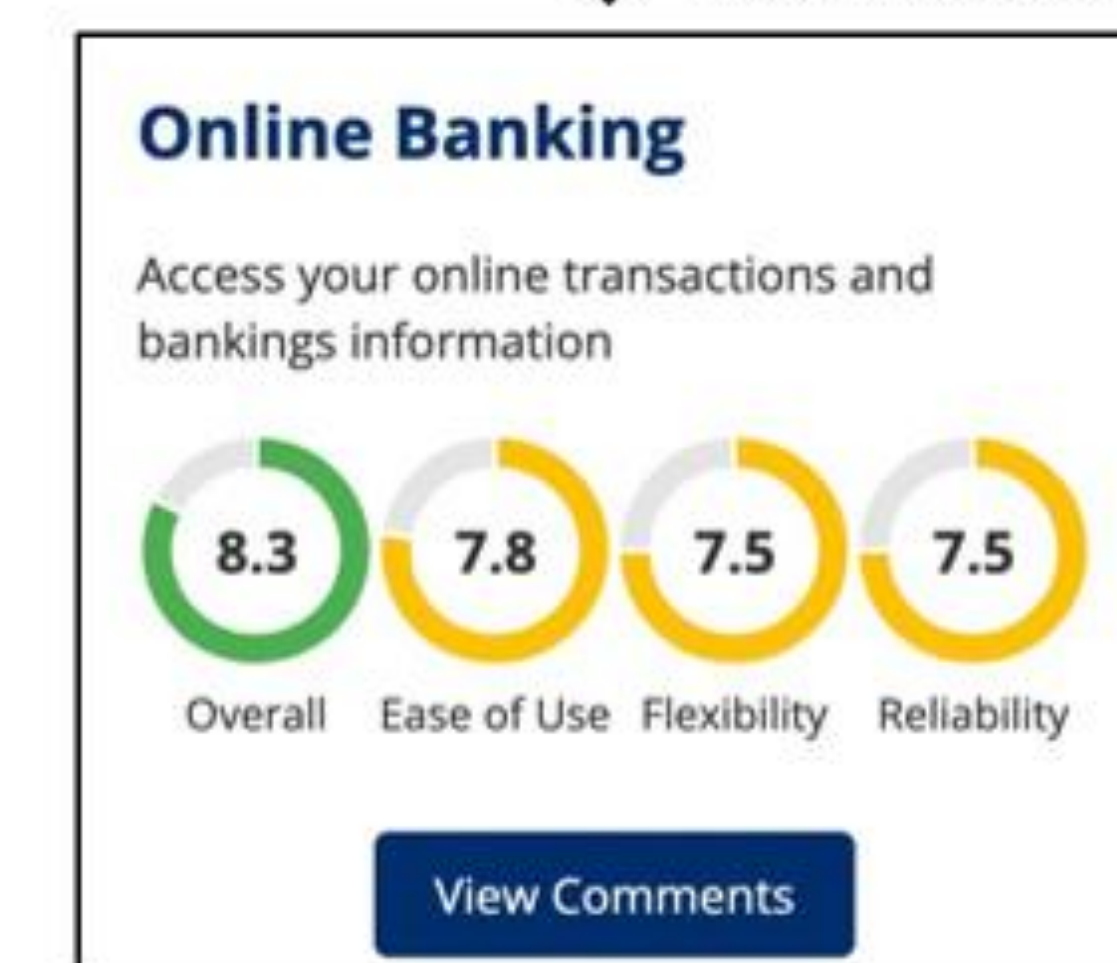 Online Banking
Access your online transactions and
bankings information
8.3 7.8 7.5 7.5
Overall Ease of Use Flexibility Reliability
View Comments